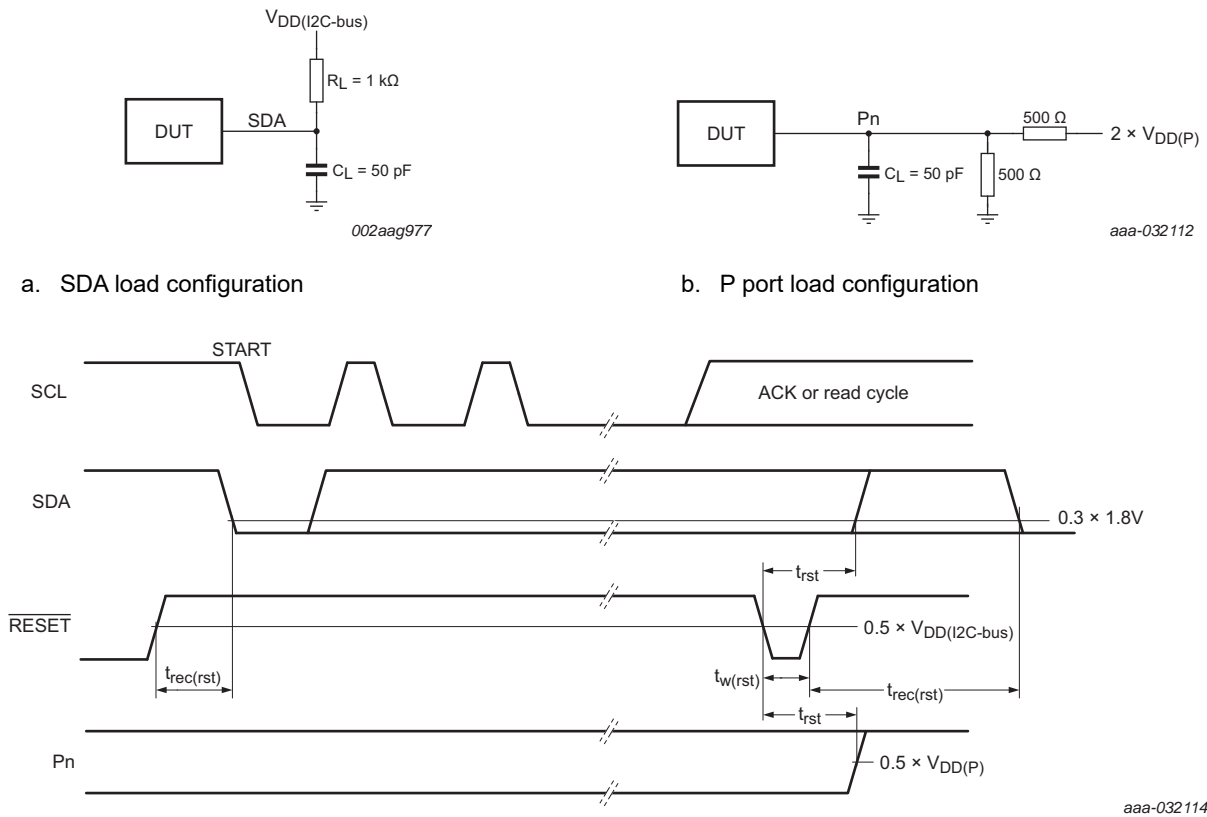 VDD(I2C-bus)
RL = 1 kΩ
DUT
SDA
CL = 50 pF
002aag977
DUT
Pn
500 Ω
2 × VDD(P)
CL = 50 pF
500 Ω
aaa-032112
a. SDA load configuration
b. P port load configuration
START
SCL
ACK or read cycle
SDA
0.3 × 1.8V
trst
RESET
0.5 × VDD(I2C-bus)
trec(rst)
tw(rst)
trec(rst)
trst
Pn
0.5 × VDD(P)
aaa-032114